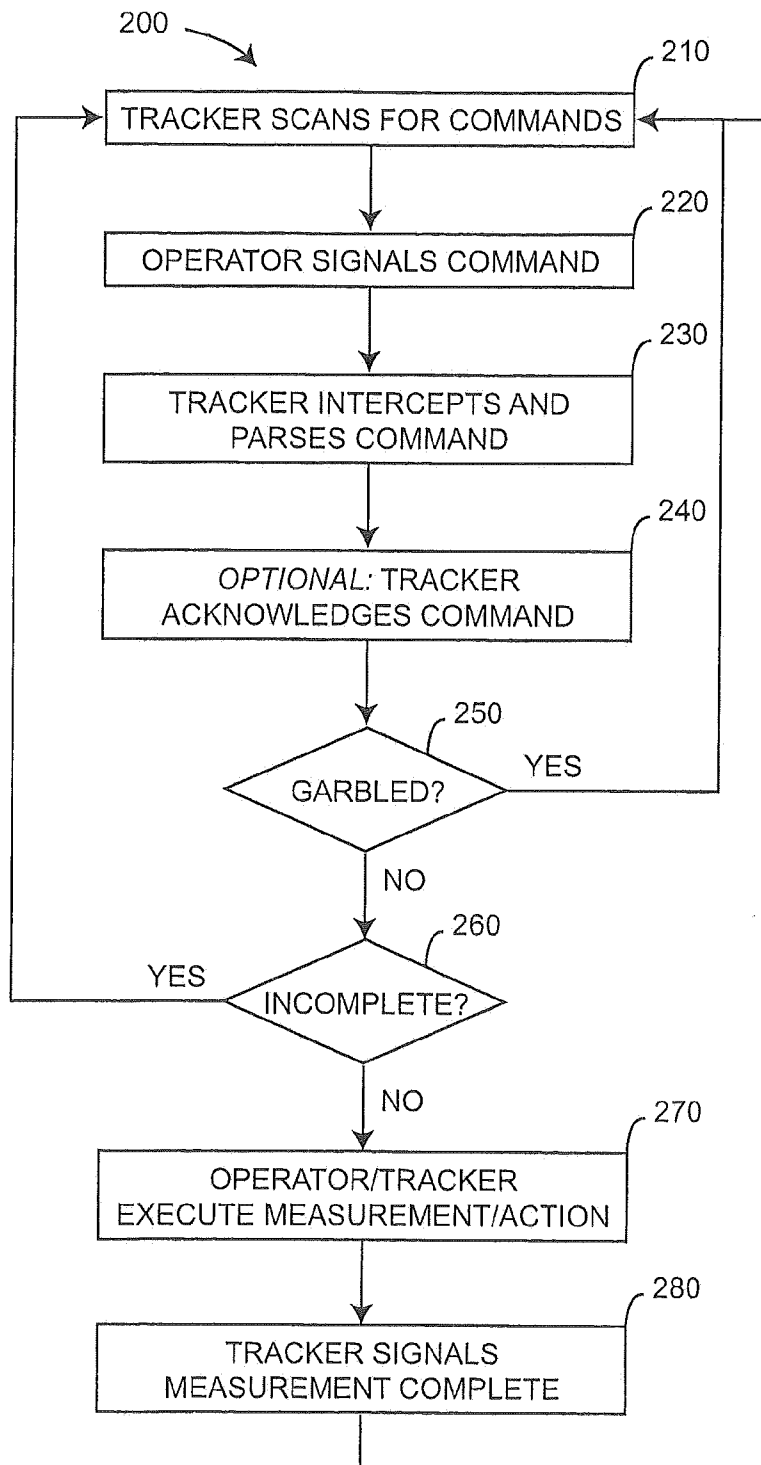 200
210
TRACKER SCANS FOR COMMANDS
220
OPERATOR SIGNALS COMMAND
230
TRACKER INTERCEPTS AND
PARSES COMMAND
240
OPTIONAL: TRACKER
ACKNOWLEDGES COMMAND
250
GARBLED?
YES
NO
260
YES
INCOMPLETE?
NO
270
OPERATOR/TRACKER
EXECUTE MEASUREMENT/ACTION
280
TRACKER SIGNALS
MEASUREMENT COMPLETE